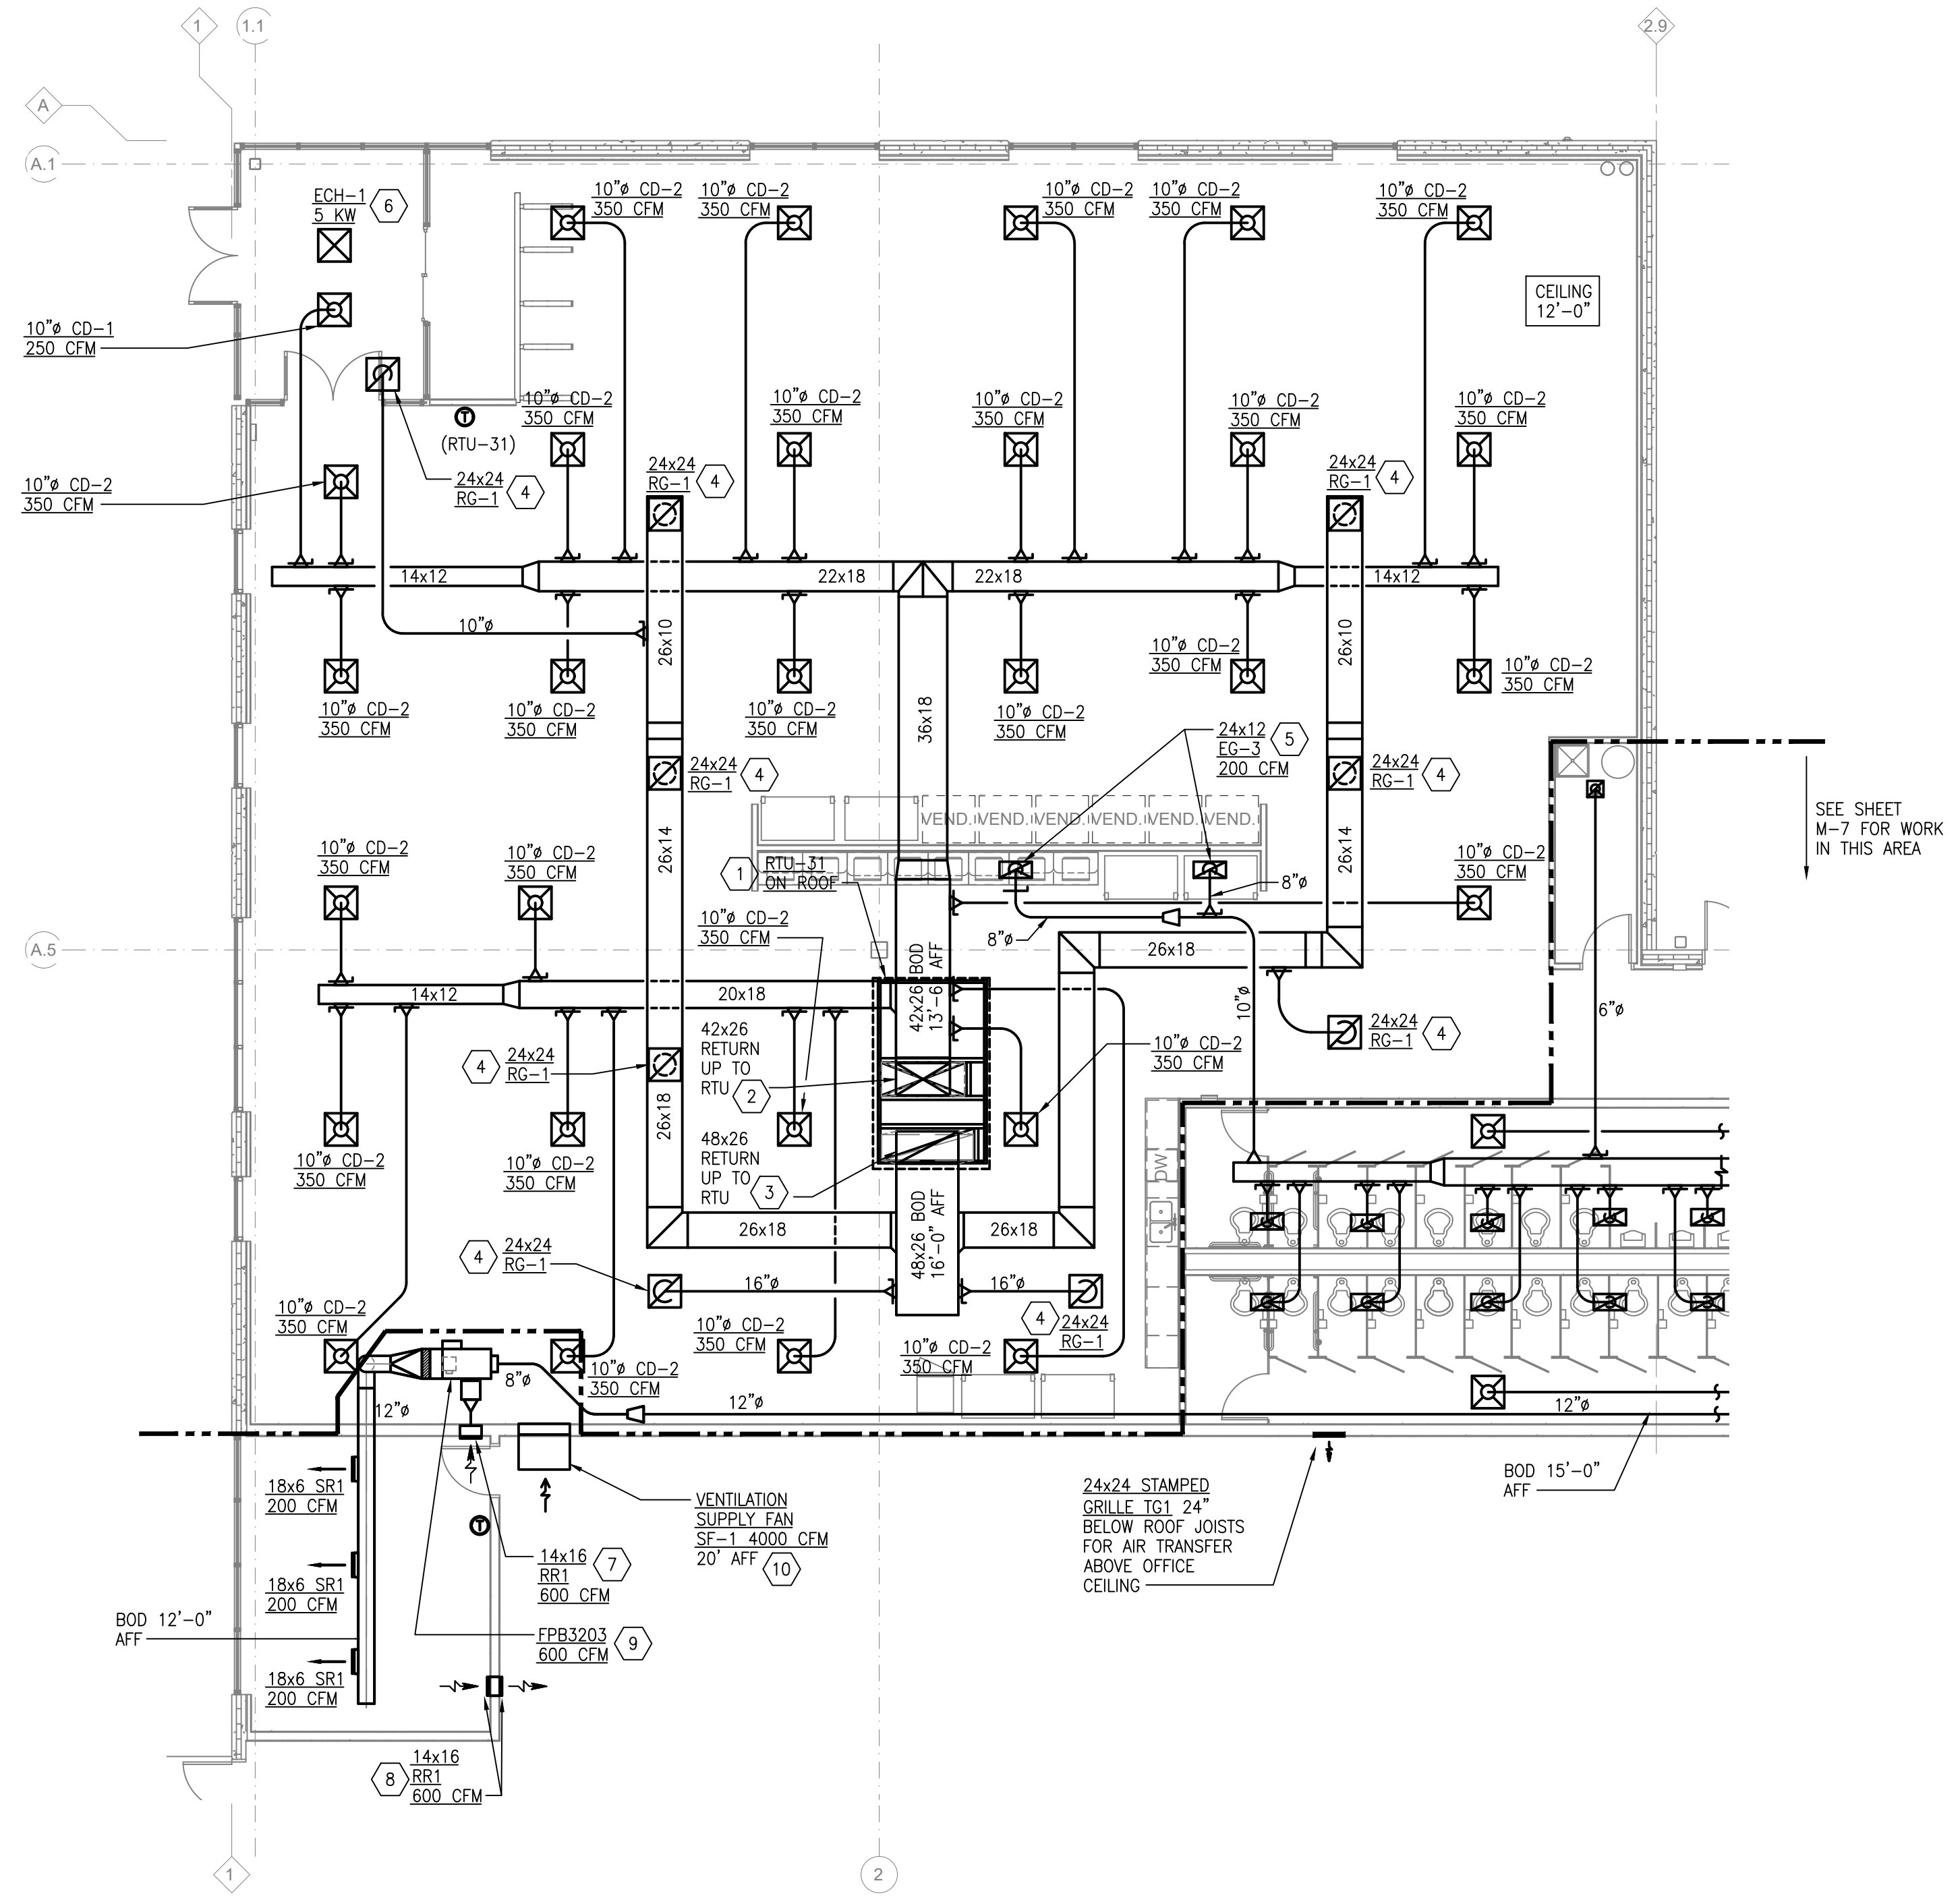 1
1.1
2.9
A
A.1
ECH-1
5 KW
6
10"ø CD-2
350 CFM
10"ø CD-2
350 CFM
10"ø CD-2
350 CFM
10"ø CD-2
350 CFM
10"ø CD-2
350 CFM
CEILING
12'-0"
10"ø CD-1
250 CFM
10"ø CD-2
350 CFM
10"ø CD-2
350 CFM
10"ø CD-2
350 CFM
10"ø CD-2
350 CFM
10"ø CD-2
350 CFM
T
(RTU-31)
24x24
RG-1
4
24x24
RG-1
4
24x24
RG-1
4
10"ø CD-2
350 CFM
14x12
22x18
22x18
14x12
10"ø
26x10
26x10
36x18
10"ø CD-2
350 CFM
10"ø CD-2
350 CFM
10"ø CD-2
350 CFM
10"ø CD-2
350 CFM
10"ø CD-2
350 CFM
10"ø CD-2
350 CFM
24x12
EG-3
200 CFM
5
24x24
RG-1
4
24x24
RG-1
4
SEE SHEET
M-7 FOR WORK
IN THIS AREA
VEND.
VEND.
VEND.
VEND.
VEND.
VEND.
26x14
26x14
10"ø CD-2
350 CFM
10"ø CD-2
350 CFM
10"ø CD-2
350 CFM
1
RTU-31
ON ROOF
8"ø
8"ø
10"ø CD-2
350 CFM
A.5
26x18
42x26 BOD
13'-6" AFF
14x12
20x18
10"ø
6"ø
42x26
RETURN
UP TO
RTU
2
24x24
RG-1
4
10"ø CD-2
350 CFM
4
24x24
RG-1
26x18
48x26
RETURN
UP TO
RTU
3
DW
10"ø CD-2
350 CFM
10"ø CD-2
350 CFM
26x18
26x18
48x26 BOD
16'-0" AFF
4
24x24
RG-1
16"ø
16"ø
10"ø CD-2
350 CFM
10"ø CD-2
350 CFM
4
24x24
RG-1
10"ø CD-2
350 CFM
10"ø CD-2
350 CFM
8"ø
12"ø
12"ø
12"ø
18x6 SR1
200 CFM
VENTILATION
SUPPLY FAN
SF-1 4000 CFM
20' AFF
10
24x24 STAMPED
GRILLE TG1 24"
BELOW ROOF JOISTS
FOR AIR TRANSFER
ABOVE OFFICE
CEILING
BOD 15'-0"
AFF
T
14x16
RR1
600 CFM
7
18x6 SR1
200 CFM
BOD 12'-0"
AFF
FPB3203
600 CFM
9
18x6 SR1
200 CFM
8
14x16
RR1
600 CFM
1
2